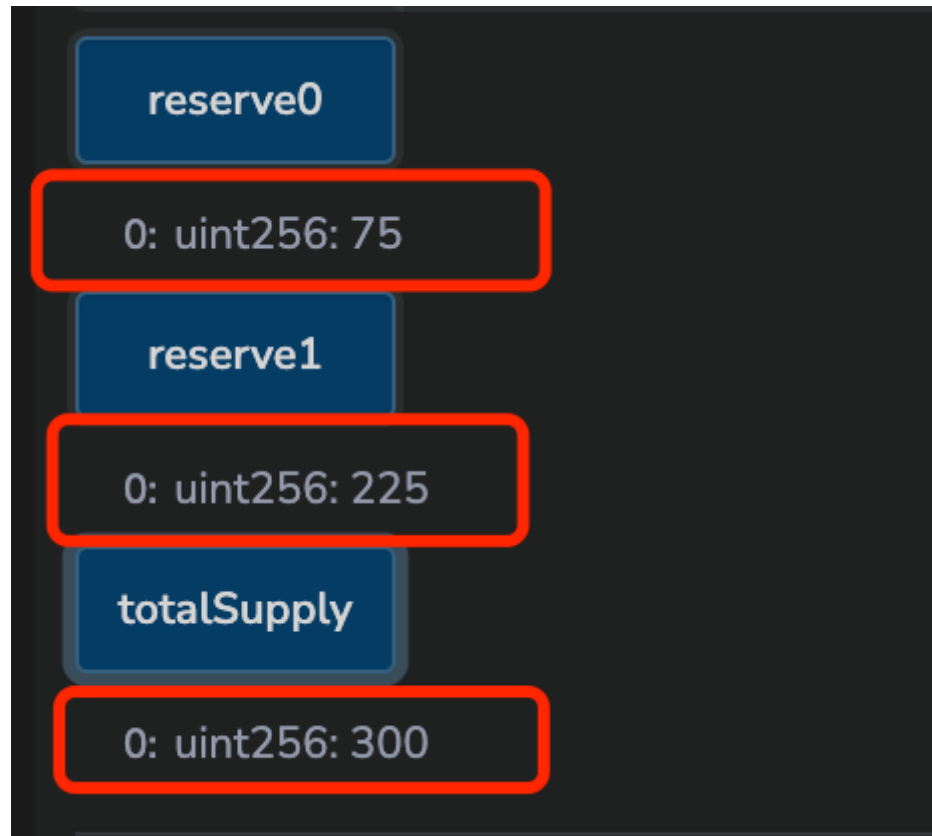 reserve0
0: uint256: 75
reserve1
0: uint256: 225
totalSupply
0: uint256: 300